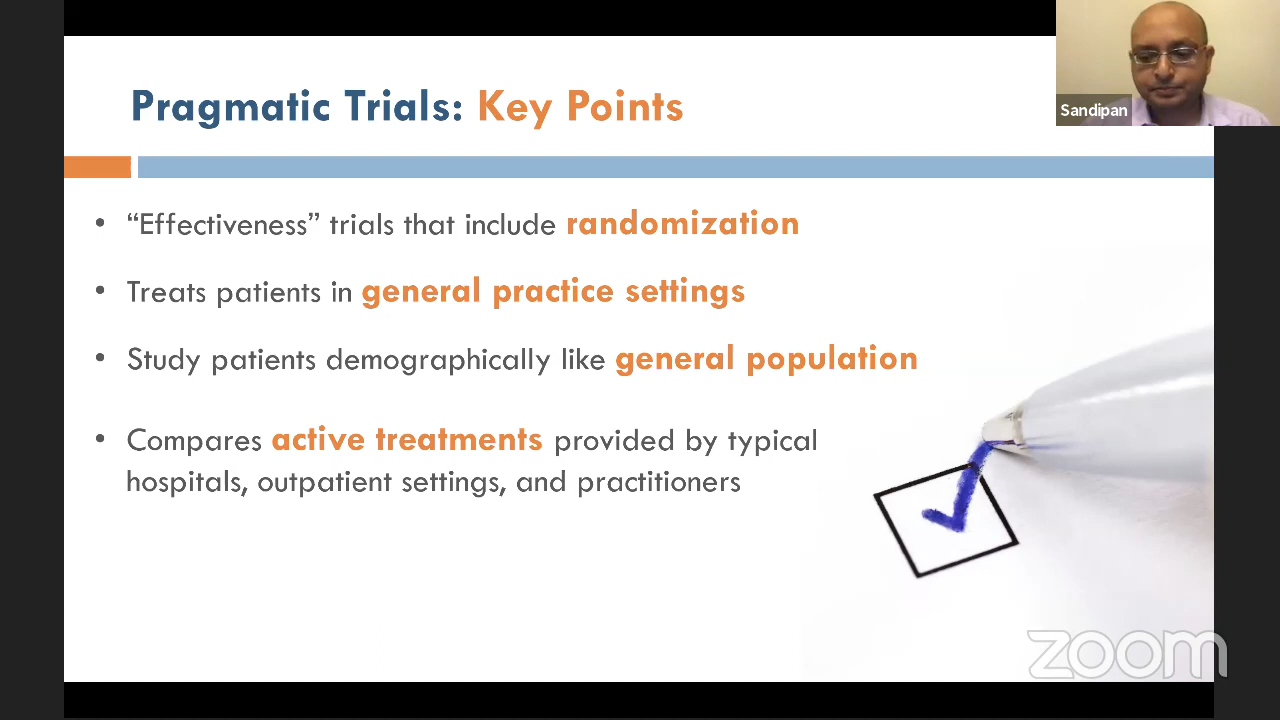 Pragmatic Trials: Key Points
Sandipan
• “Effectiveness” trials that include randomization
• Treats patients in general practice settings
• Study patients demographically like general population
• Compares active treatments provided by typical
hospitals, outpatient settings, and practitioners
zoom